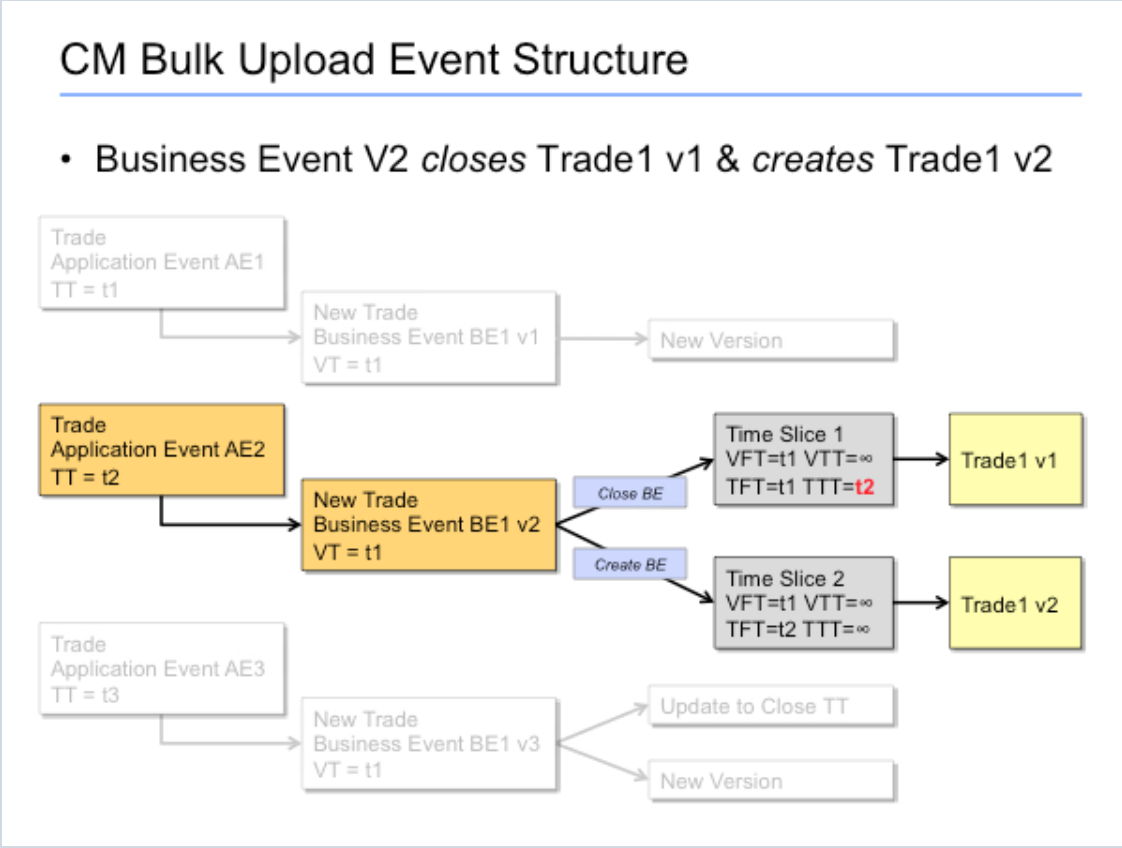 CM Bulk Upload Event Structure
• Business Event V2 closes Trade1 v1 & creates Trade1 v2
Trade
Application Event AE1
TT = t1
New Trade
Business Event BE1 v1
VT = t1
New Version
Trade
Application Event AE2
TT = t2
New Trade
Business Event BE1 v2
VT = t1
Close BE
Create BE
Time Slice 1
VFT=t1 VTT=∞
TFT=t1 TTT=t2
Trade1 v1
Time Slice 2
VFT=t1 VTT=∞
TFT=t2 TTT=∞
Trade1 v2
Trade
Application Event AE3
TT = t3
New Trade
Business Event BE1 v3
VT = t1
Update to Close TT
New Version